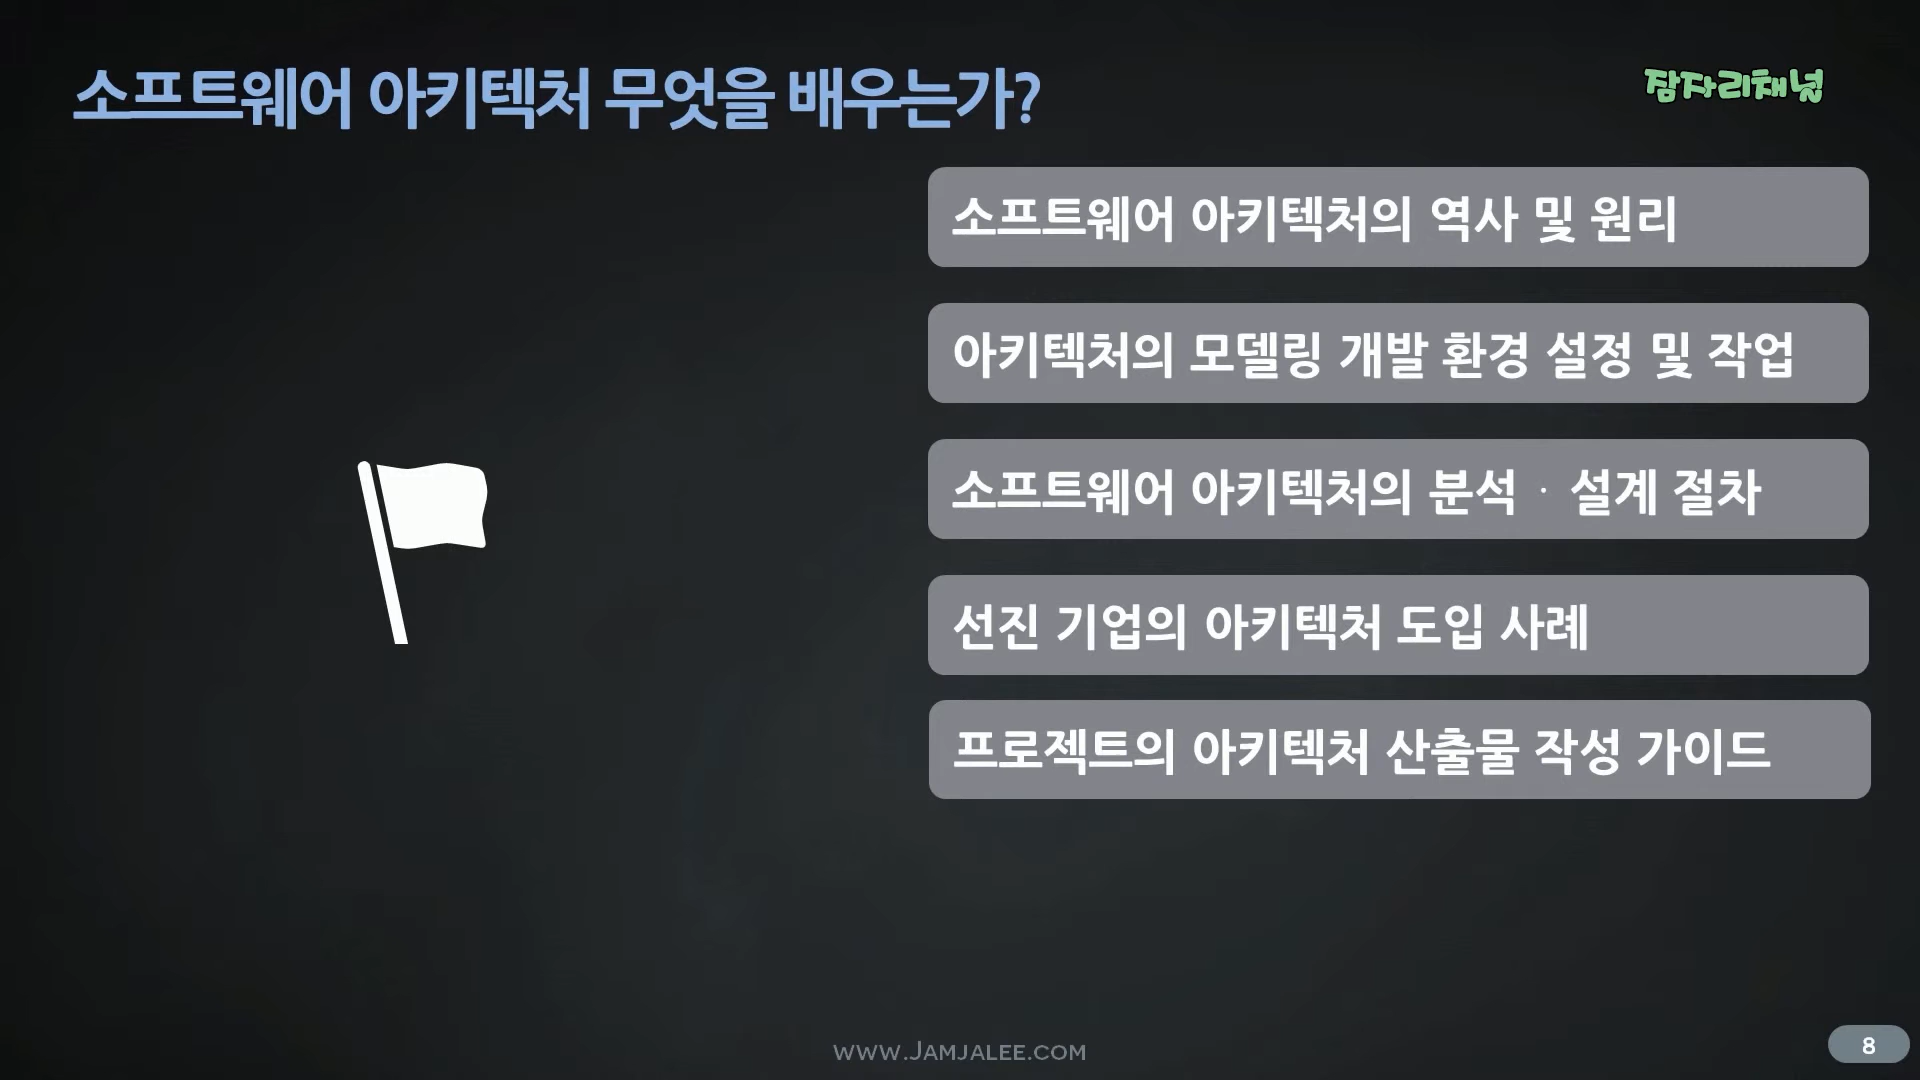 소프트웨어 아키텍처 무엇을 배우는가?
잠자리채널
소프트웨어 아키텍처의 역사 및 원리
아키텍처의 모델링 개발 환경 설정 및 작업
소프트웨어 아키텍처의 분석 · 설계 절차
선진 기업의 아키텍처 도입 사례
프로젝트의 아키텍처 산출물 작성 가이드
www.Jamjalee.com
8